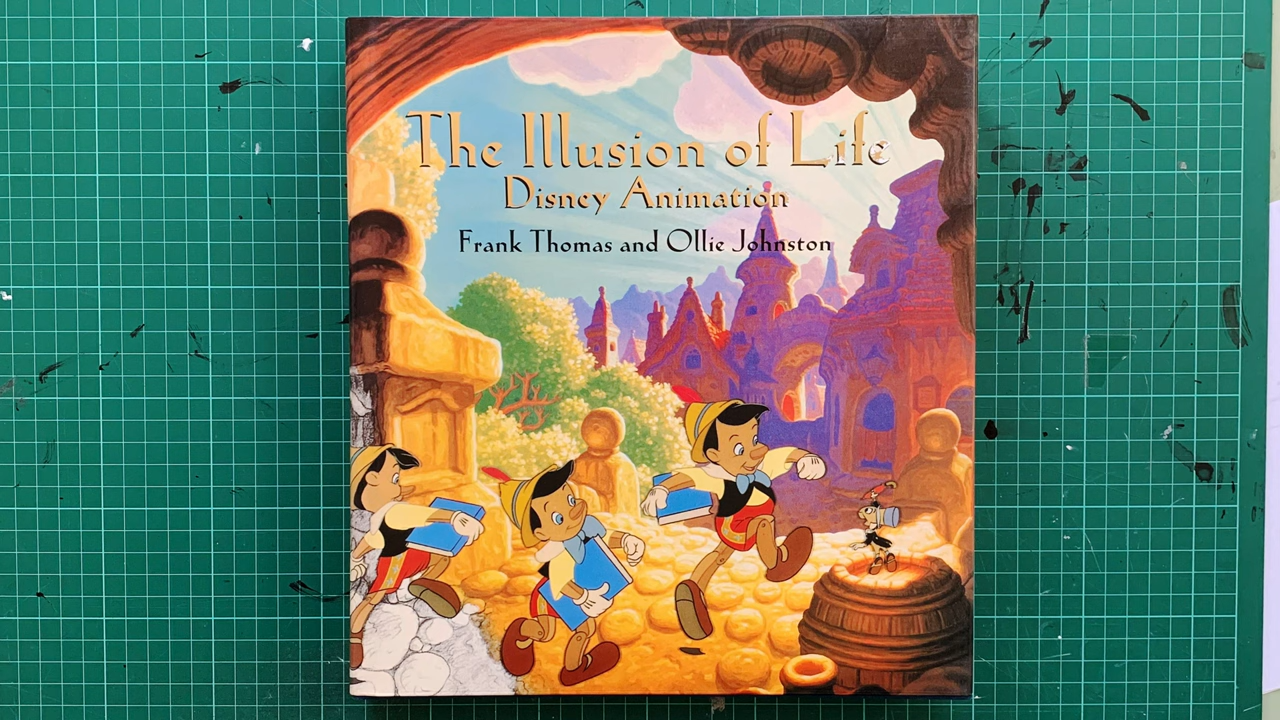 The Illusion of Life
Disney Animation
Frank Thomas and Ollie Johnston